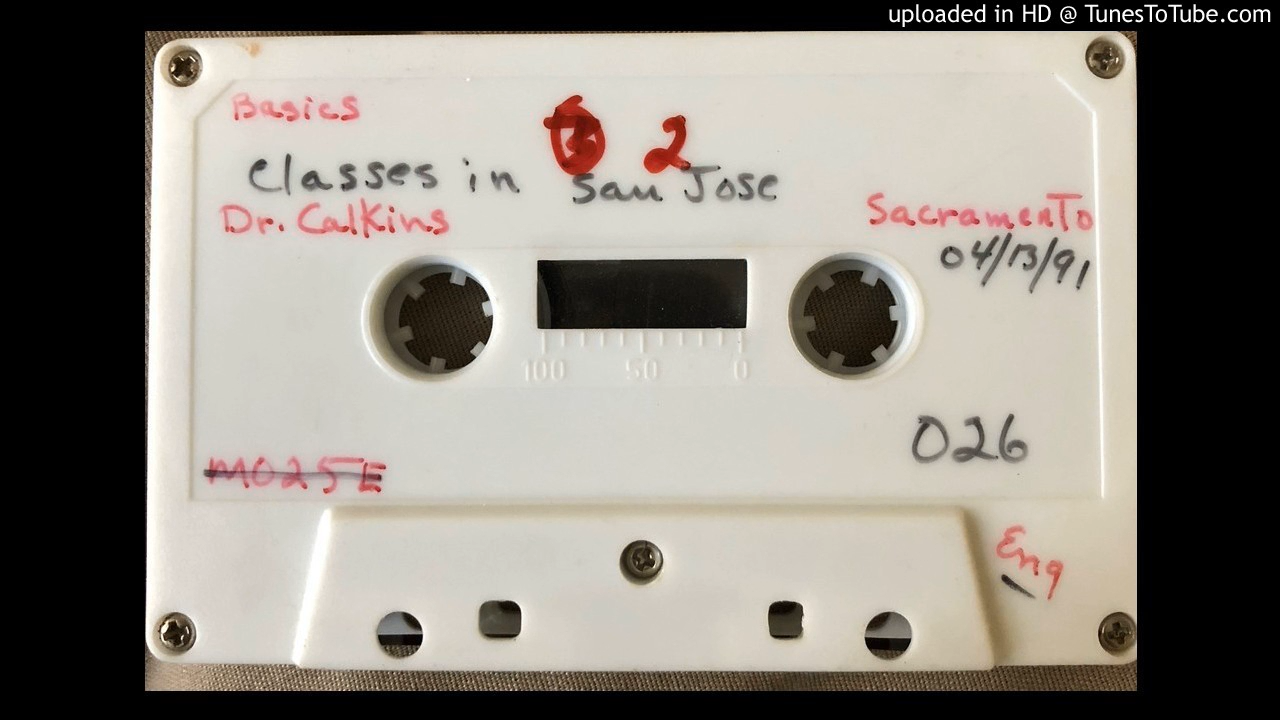 uploaded in HD @ TunesToTube.com
Basics
2
Classes in San Jose
Dr. Calkins
Sacramento
04/13/91
100 50 0
026
M025E
Eng